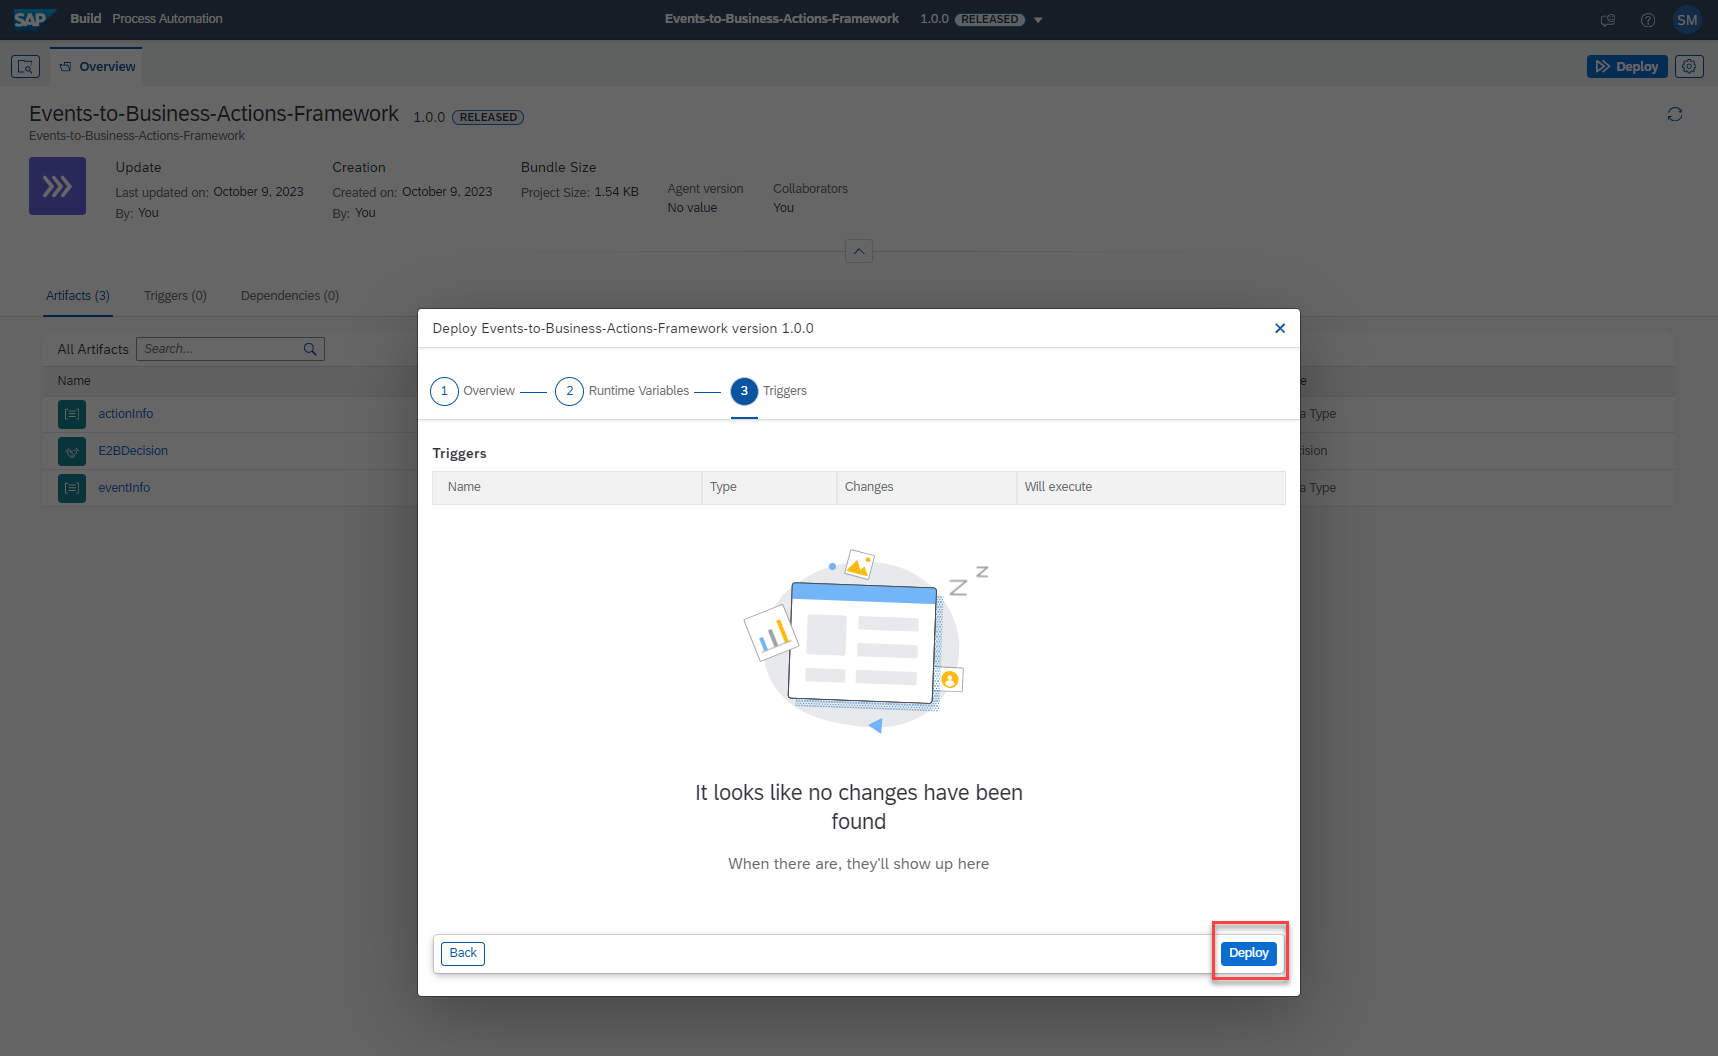 SAP Build Process Automation
Events-to-Business-Actions-Framework 1.0.0 RELEASED
SM
Overview
Deploy
Events-to-Business-Actions-Framework 1.0.0 RELEASED
Events-to-Business-Actions-Framework
Update
Last updated on: October 9, 2023
By: You
Creation
Created on: October 9, 2023
By: You
Bundle Size
Project Size: 1.54 KB
Agent version
No value
Collaborators
You
Artifacts (3) Triggers (0) Dependencies (0)
All Artifacts Search...
Name
actionInfo
a Type
E2BDecision
ision
eventInfo
a Type
Deploy Events-to-Business-Actions-Framework version 1.0.0
1 Overview 2 Runtime Variables 3 Triggers
Triggers
Name Type Changes Will execute
Z Z
It looks like no changes have been
found
When there are, they'll show up here
Back Deploy